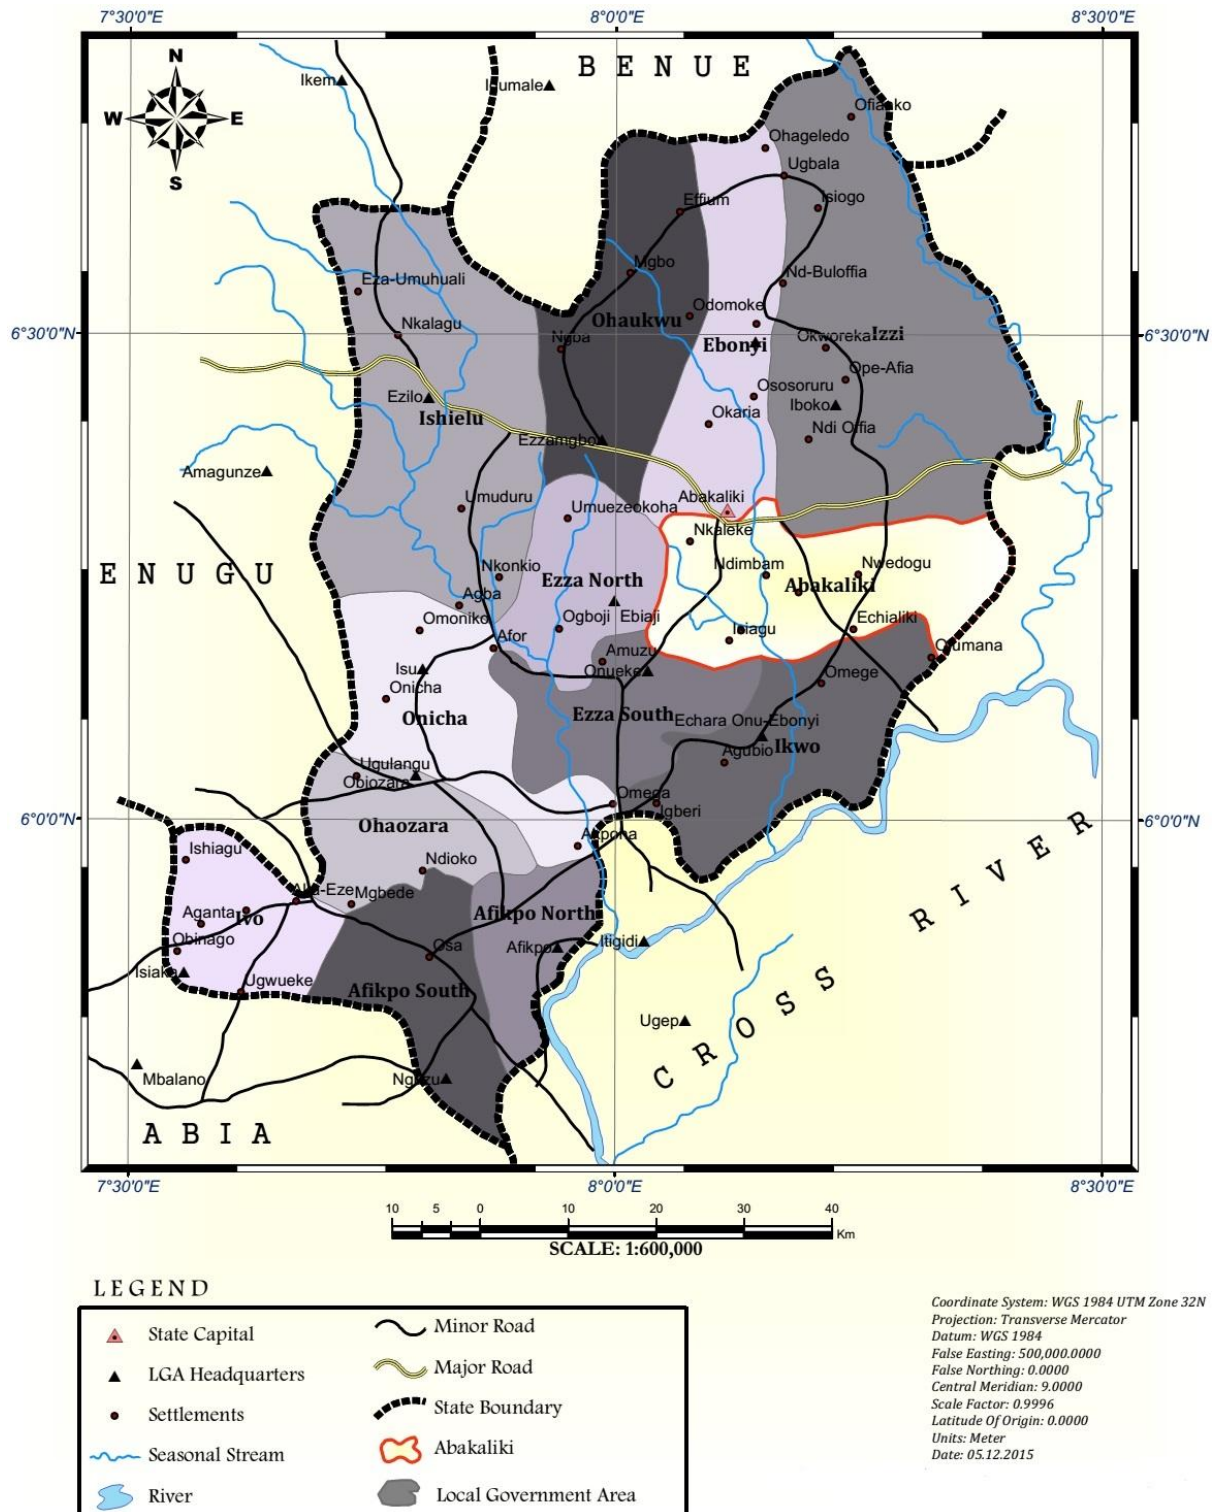 7°30'0"E
8°0'0"E
8°30'0"E
N
W
E
S
BENUE
Ikem
Ofianko
Ohageledo
Ugbala
Isiogo
Effium
Mgbo
Nd-Buloffia
Eza-Umuhuali
Nkalagu
Odomoke
Ohaukwu
6°30'0"N
6°30'0"N
Ngba
Ebonyi
Okworeka
Izzi
Ope-Afia
Ezilo
Ishielu
Ososoruru
Iboko
Okaria
Ndi Offia
Ezzamgbo
Amagunze
Umuduru
Abakaliki
Umuezeokoha
Nkaleke
ENUGU
Nkonkio
Ezza North
Ndimbam
Nwedogu
Abakaliki
Agba
Omoniko
Ogboji
Ebiaji
Isiagu
Echialiki
Afor
Amuzu
Onueke
Isu
Omege
Onicha
Onicha
Ezza South
Echara Onu-Ebonyi
Ikwo
Agubio
Ugulangu
Obiozara
Omega
Igberi
6°0'0"N
6°0'0"N
Ohaozara
Akpona
Ishiagu
Ndioko
Mgbede
Aganta
Ivo
Afikpo North
Obinago
Osa
Afikpo
Itigidi
Isiaka
Ugwueke
Afikpo South
Ugep
CROSS RIVER
Mbalano
ABIA
7°30'0"E
8°0'0"E
8°30'0"E
10 5 0 10 20 30 40
Km
SCALE: 1:600,000
LEGEND
State Capital
LGA Headquarters
Settlements
Seasonal Stream
River
Minor Road
Major Road
State Boundary
Abakaliki
Local Government Area
Coordinate System: WGS 1984 UTM Zone 32N
Projection: Transverse Mercator
Datum: WGS 1984
False Easting: 500,000.0000
False Northing: 0.0000
Central Meridian: 9.0000
Scale Factor: 0.9996
Latitude Of Origin: 0.0000
Units: Meter
Date: 05.12.2015